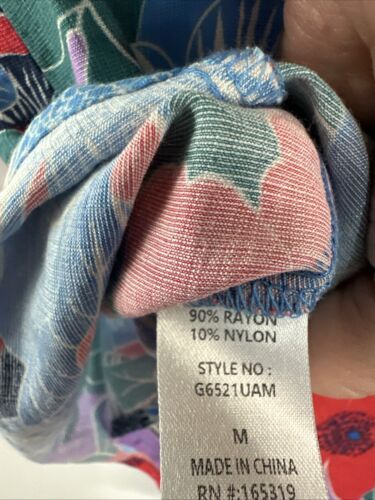 90% RAYON
10% NYLON
STYLE NO :
G6521UAM
M
MADE IN CHINA
RN #:165319